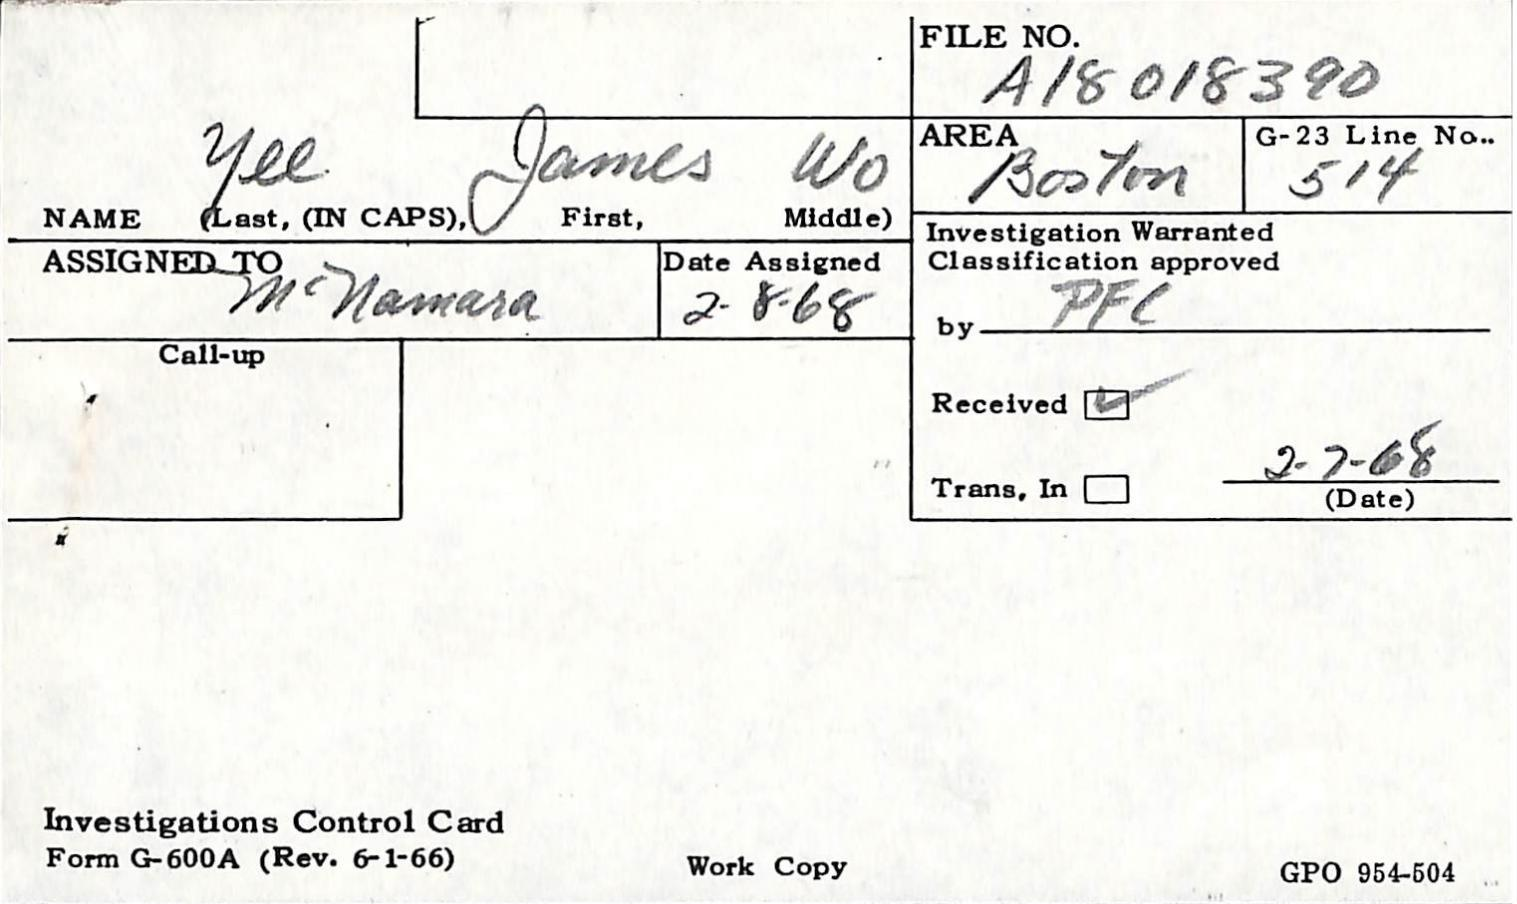 FILE NO.
A18 018 390
Yee James Wo
NAME (Last, (IN CAPS), First, Middle)
AREA
Boston
G-23 Line No..
514
ASSIGNED TO
McNamara
Date Assigned
2-8-68
Investigation Warranted
Classification approved
by PFC
Call-up
Received
Trans, In
2-7-68
(Date)
Investigations Control Card
Form G-600A (Rev. 6-1-66)
Work Copy
GPO 954-504